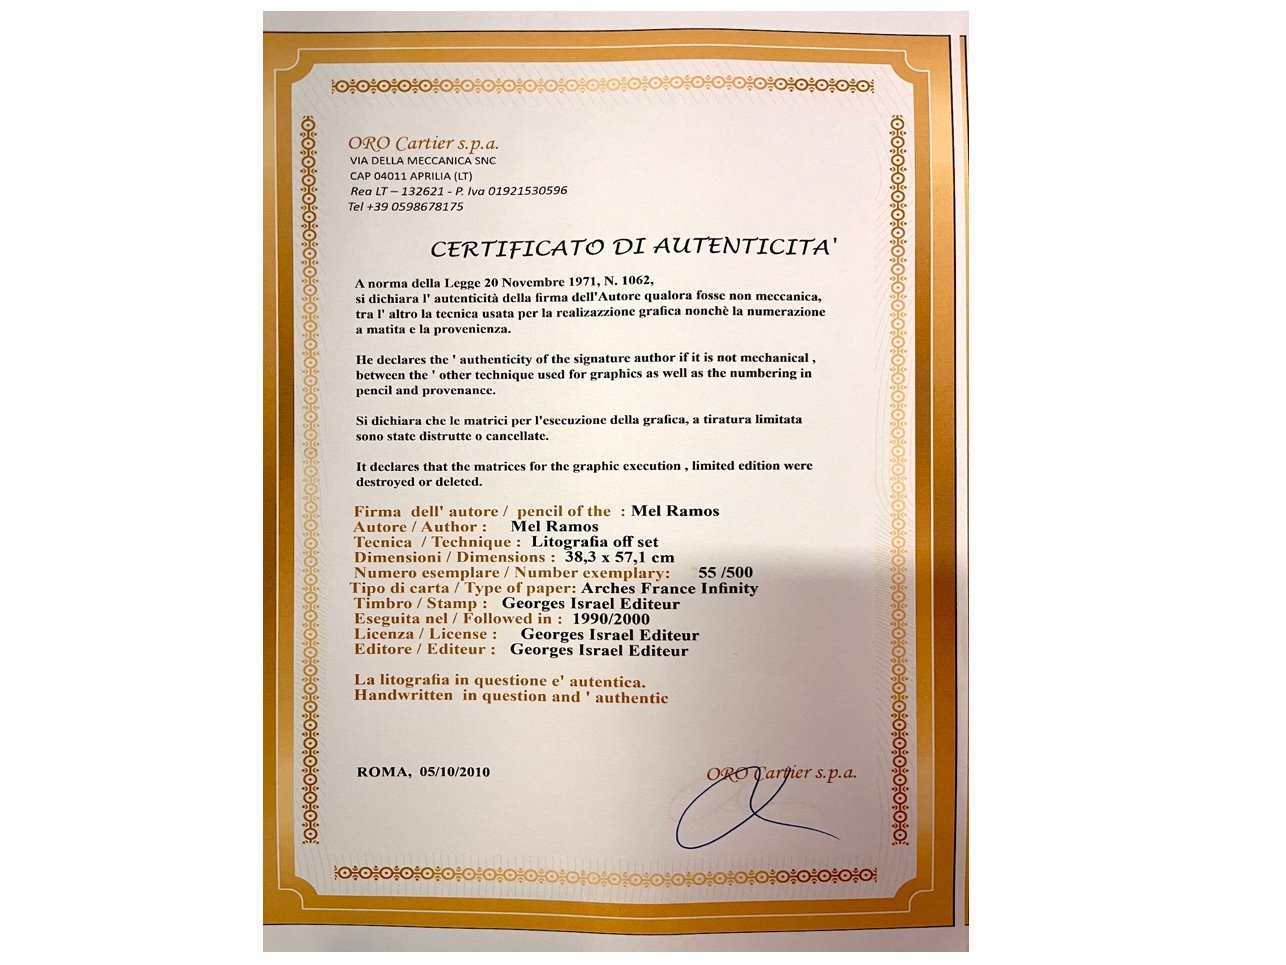 ORO Cartier s.p.a.
VIA DELLA MECCANICA SNC
CAP 04011 APRILIA (LT)
Rea LT – 132621 - P. Iva 01921530596
Tel +39 0598678175
CERTIFICATO DI AUTENTICITA'
A norma della Legge 20 Novembre 1971, N. 1062,
si dichiara l' autenticità della firma dell'Autore qualora fosse non meccanica,
tra l' altro la tecnica usata per la realizazzione grafica nonchè la numerazione
a matita e la provenienza.
He declares the ' authenticity of the signature author if it is not mechanical ,
between the ' other technique used for graphics as well as the numbering in
pencil and provenance.
Si dichiara che le matrici per l'esecuzione della grafica, a tiratura limitata
sono state distrutte o cancellate.
It declares that the matrices for the graphic execution , limited edition were
destroyed or deleted.
Firma dell' autore / pencil of the : Mel Ramos
Autore / Author : Mel Ramos
Tecnica / Technique : Litografia off set
Dimensioni / Dimensions : 38,3 x 57,1 cm
Numero esemplare / Number exemplary: 55 /500
Tipo di carta / Type of paper: Arches France Infinity
Timbro / Stamp : Georges Israel Editeur
Eseguita nel / Followed in : 1990/2000
Licenza / License : Georges Israel Editeur
Editore / Editeur : Georges Israel Editeur
La litografia in questione e' autentica.
Handwritten in question and ' authentic
ROMA, 05/10/2010
ORO Cartier s.p.a.